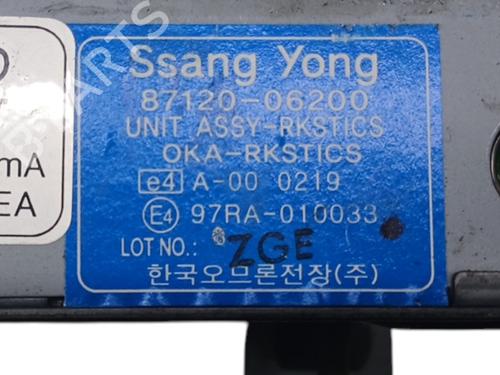 Ssang Yong
87120-06200
UNIT ASSY-RKSTICS
OKA-RKSTICS
e4 A-00 0219
E4 97RA-010033
LOT NO.: ZGE
한국오므론전장(주)
mA
EA